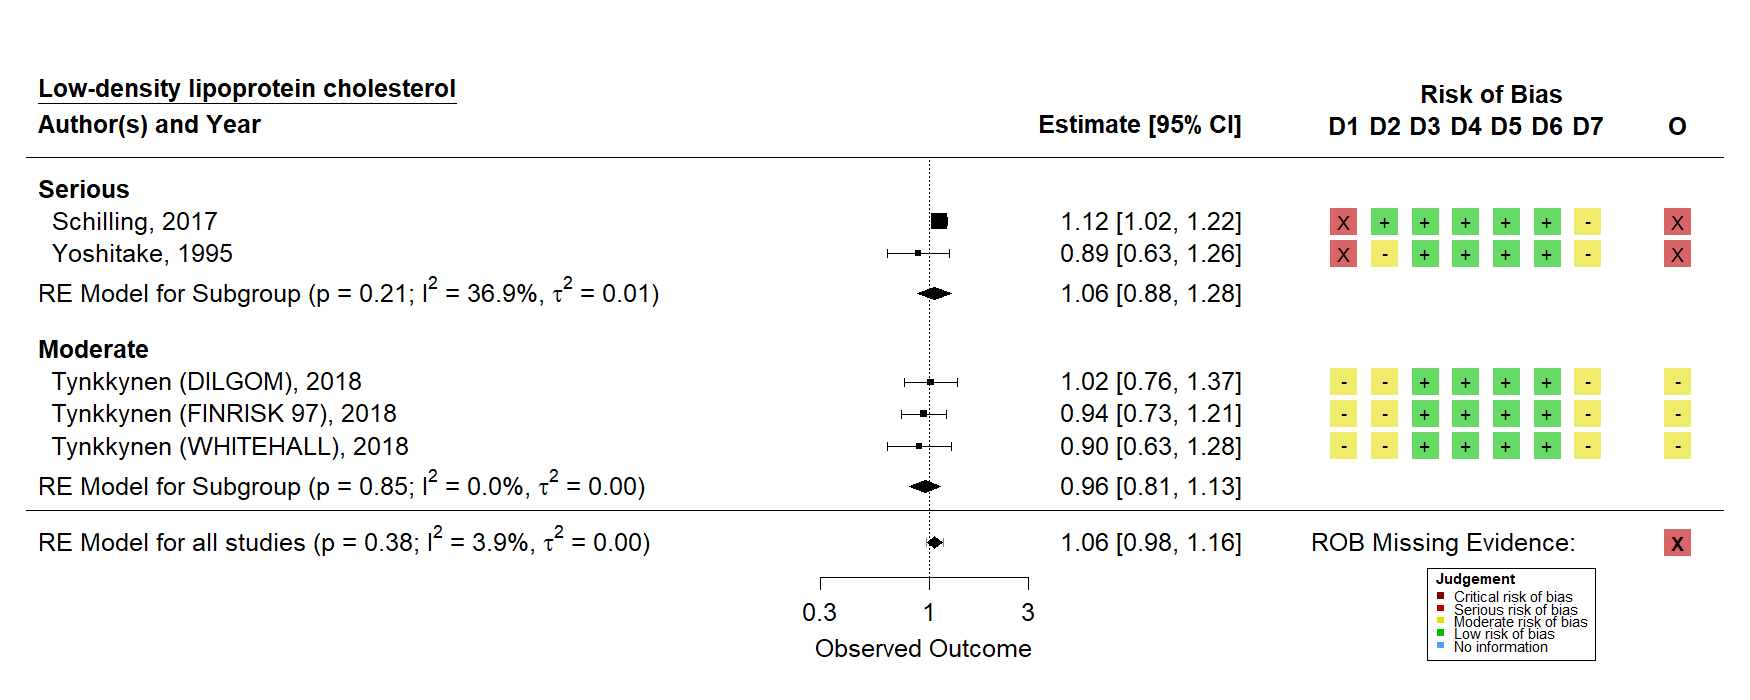 Low-density lipoprotein cholesterol
Risk of Bias
Author(s) and Year Estimate [95% CI] D1 D2 D3 D4 D5 D6 D7 O
Serious
Schilling, 2017 1.12 [1.02, 1.22] X + + + + + - X
Yoshitake, 1995 0.89 [0.63, 1.26] X - + + + + - X
RE Model for Subgroup (p = 0.21; I² = 36.9%, τ² = 0.01) 1.06 [0.88, 1.28]
Moderate
Tynkkynen (DILGOM), 2018 1.02 [0.76, 1.37] - - + + + + - -
Tynkkynen (FINRISK 97), 2018 0.94 [0.73, 1.21] - - + + + + - -
Tynkkynen (WHITEHALL), 2018 0.90 [0.63, 1.28] - - + + + + - -
RE Model for Subgroup (p = 0.85; I² = 0.0%, τ² = 0.00) 0.96 [0.81, 1.13]
RE Model for all studies (p = 0.38; I² = 3.9%, τ² = 0.00) 1.06 [0.98, 1.16] ROB Missing Evidence: X
0.3 1 3
Observed Outcome
Judgement
Critical risk of bias
Serious risk of bias
Moderate risk of bias
Low risk of bias
No information